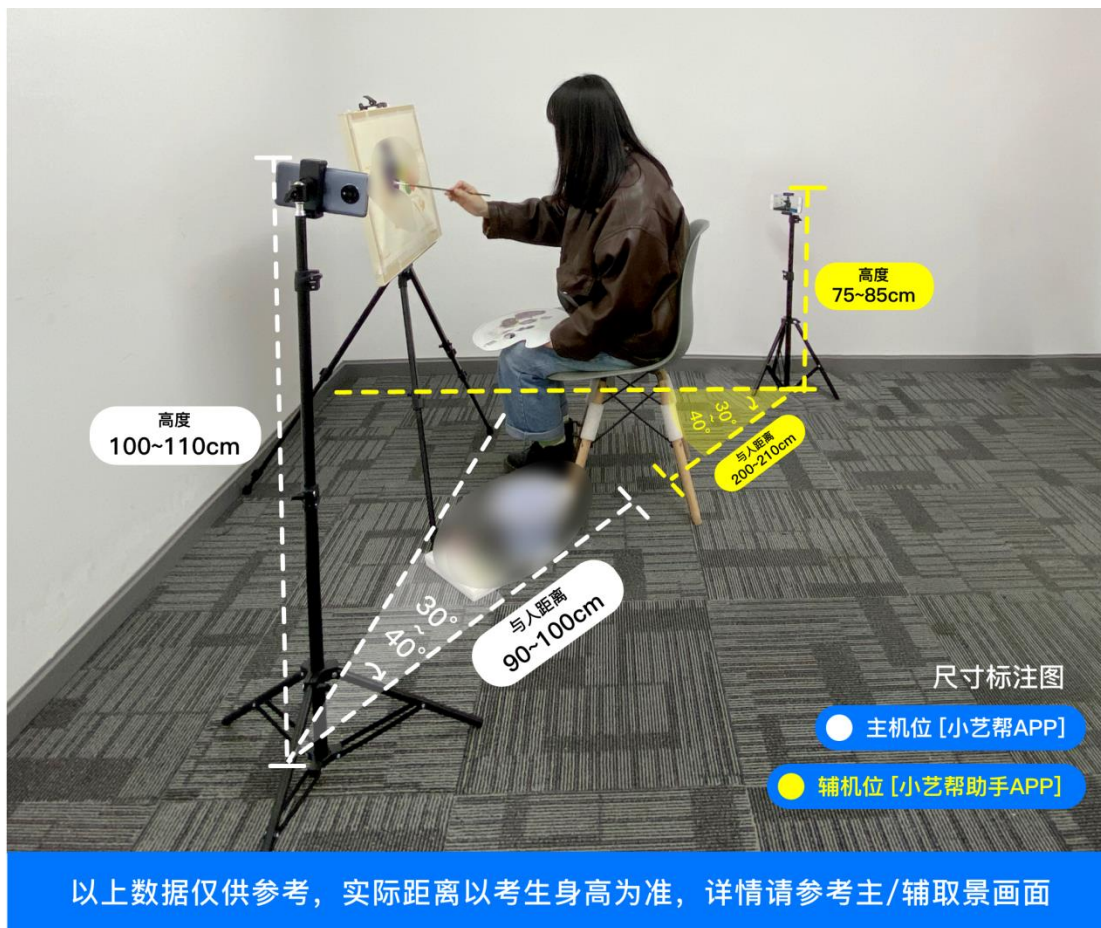 高度
75~85cm
30°
~
40°
与人距离
200~210cm
高度
100~110cm
30°
~
40°
与人距离
90~100cm
尺寸标注图
主机位 [小艺帮APP]
辅机位 [小艺帮助手APP]
以上数据仅供参考，实际距离以考生身高为准，详情请参考主/辅取景画面